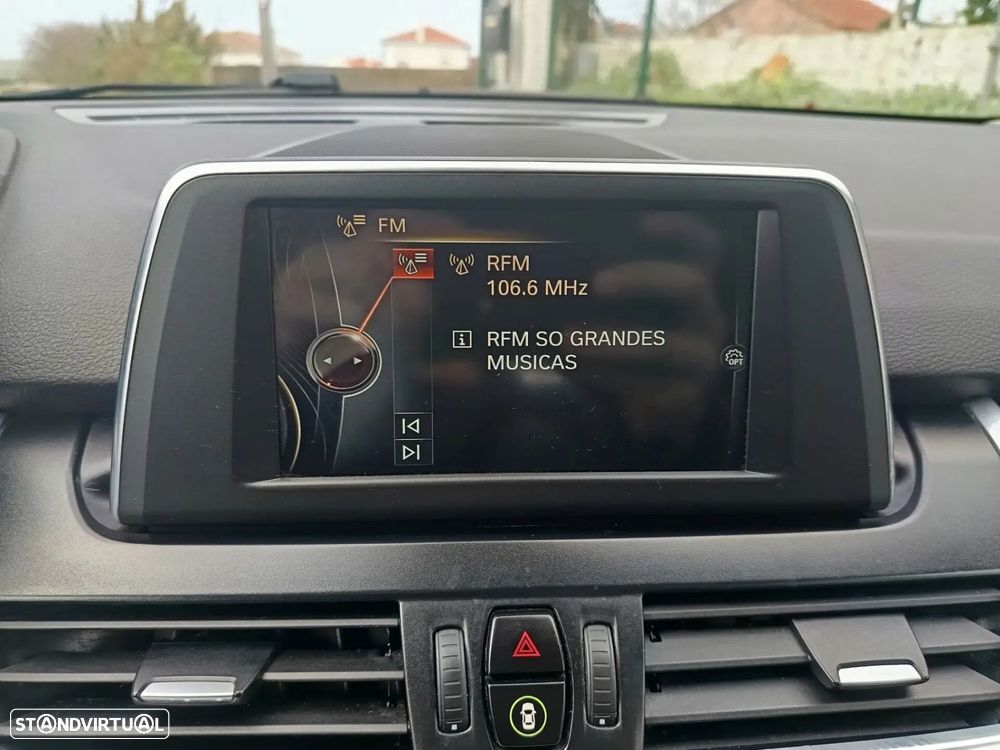 FM
RFM
106.6 MHz
RFM SO GRANDES
MUSICAS
OPT
STANDVIRTUAL